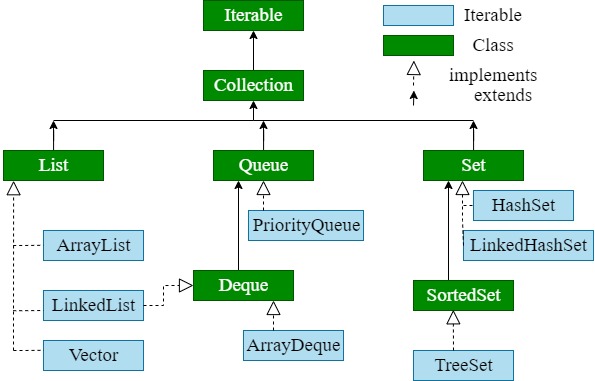 Iterable
Iterable
Class
implements
extends
Collection
List
Queue
Set
HashSet
PriorityQueue
ArrayList
LinkedHashSet
Deque
SortedSet
LinkedList
ArrayDeque
Vector
TreeSet